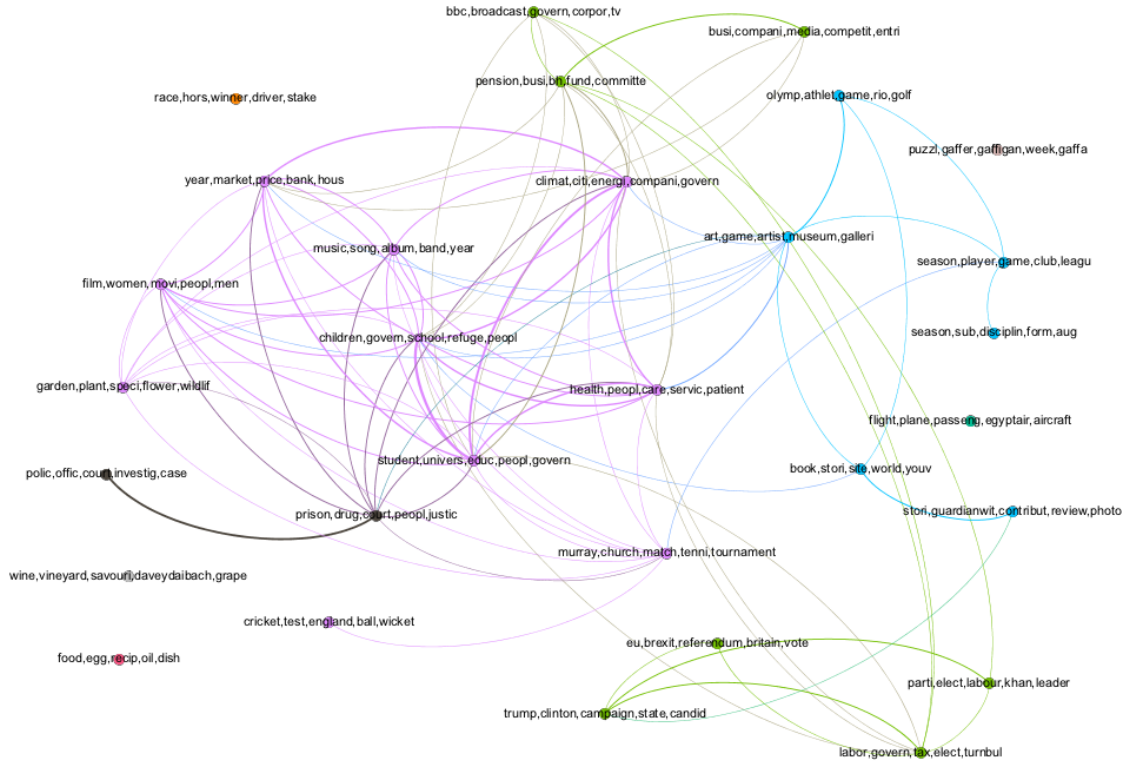 bbc,broadcast,govern,corpor,tv
busi,compani,media,competit,entri
pension,busi,bh,fund,committe
race,hors,winner,driver,stake
olymp,athlet,game,rio,golf
puzzl,gaffer,gaffigan,week,gaffa
year,market,price,bank,hous
climat,citi,energi,compani,govern
art,game,artist,museum,galleri
music,song,album,band,year
season,player,game,club,leagu
film,women,movi,peopl,men
season,sub,disciplin,form,aug
children,govern,school,refuge,peopl
garden,plant,speci,flower,wildlif
health,peopl,care,servic,patient
flight,plane,passeng,egyptair,aircraft
student,univers,educ,peopl,govern
book,stori,site,world,youv
polic,offic,court,investig,case
prison,drug,court,peopl,justic
stori,guardianwit,contribut,review,photo
murray,church,match,tenni,tournament
wine,vineyard,savouri,daveydaibach,grape
cricket,test,england,ball,wicket
eu,brexit,referendum,britain,vote
food,egg,recip,oil,dish
parti,elect,labour,khan,leader
trump,clinton,campaign,state,candid
labor,govern,tax,elect,turnbul